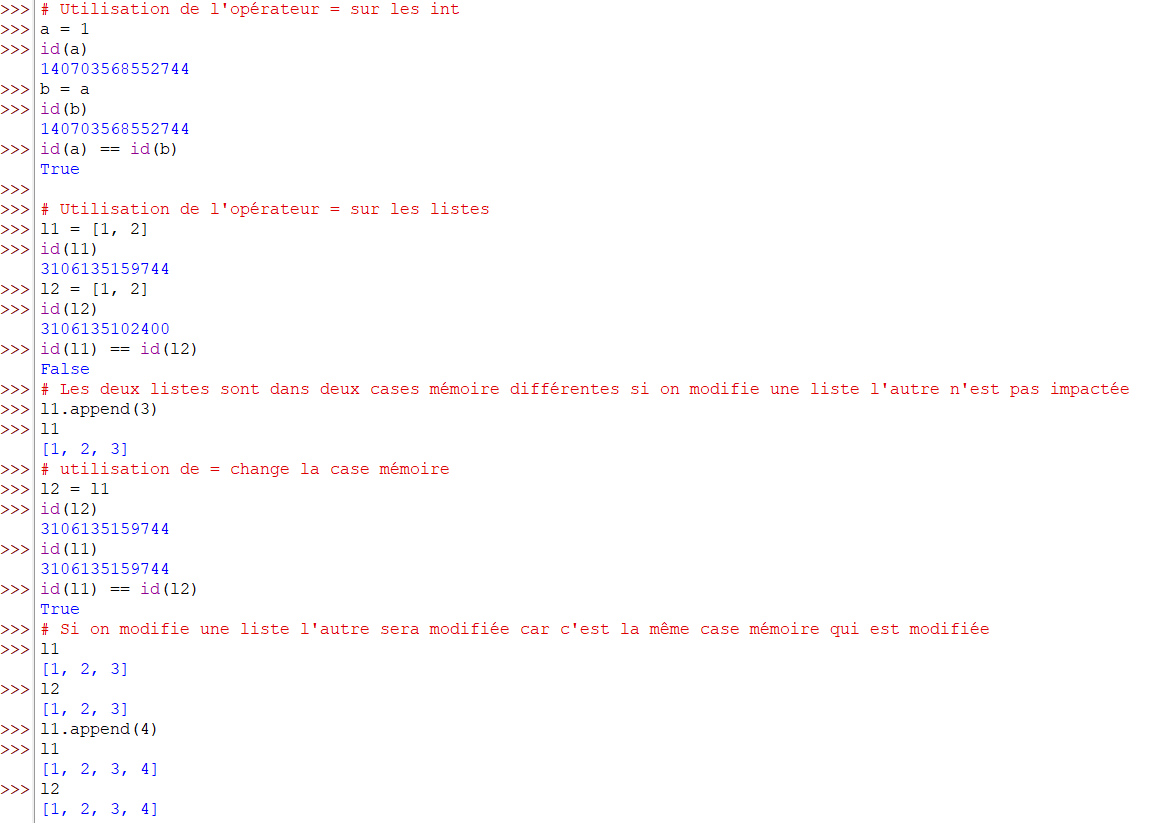 >>> # Utilisation de l'opérateur = sur les int
>>> a = 1
>>> id(a)
140703568552744
>>> b = a
>>> id(b)
140703568552744
>>> id(a) == id(b)
True
>>>
>>> # Utilisation de l'opérateur = sur les listes
>>> l1 = [1, 2]
>>> id(l1)
3106135159744
>>> l2 = [1, 2]
>>> id(l2)
3106135102400
>>> id(l1) == id(l2)
False
>>> # Les deux listes sont dans deux cases mémoire différentes si on modifie une liste l'autre n'est pas impactée
>>> l1.append(3)
>>> l1
[1, 2, 3]
>>> # utilisation de = change la case mémoire
>>> l2 = l1
>>> id(l2)
3106135159744
>>> id(l1)
3106135159744
>>> id(l1) == id(l2)
True
>>> # Si on modifie une liste l'autre sera modifiée car c'est la même case mémoire qui est modifiée
>>> l1
[1, 2, 3]
>>> l2
[1, 2, 3]
>>> l1.append(4)
>>> l1
[1, 2, 3, 4]
>>> l2
[1, 2, 3, 4]